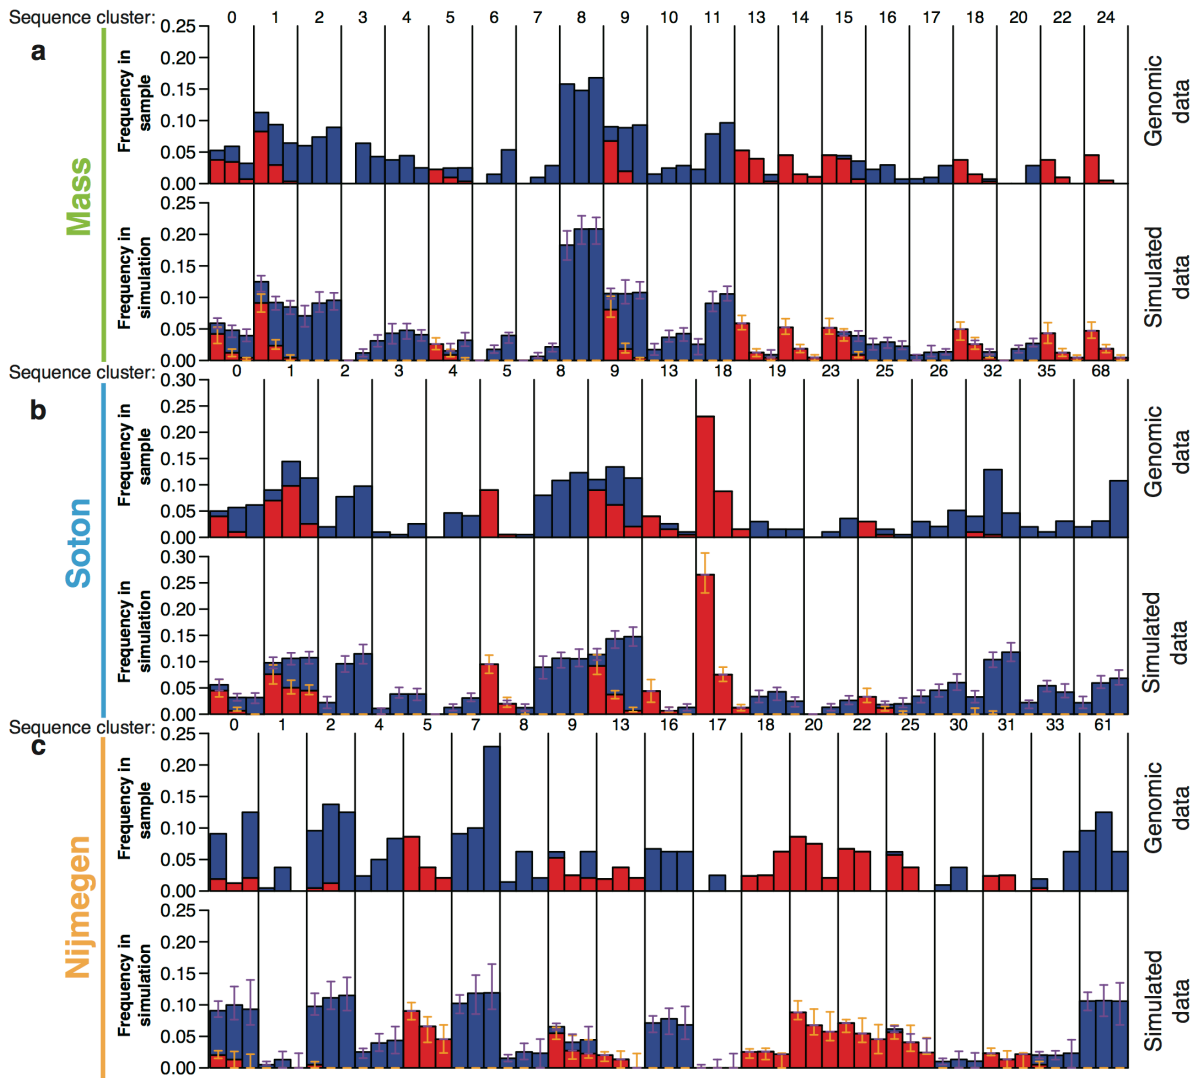 Sequence cluster: 0 1 2 3 4 5 6 7 8 9 10 11 13 14 15 16 17 18 20 22 24
a
Mass
Frequency in
sample
0.25
0.20
0.15
0.10
0.05
0.00
Genomic
data
Frequency in
simulation
0.25
0.20
0.15
0.10
0.05
0.00
Simulated
data
Sequence cluster: 0 1 2 3 4 5 8 9 13 18 19 23 25 26 32 35 68
b
Soton
Frequency in
sample
0.30
0.25
0.20
0.15
0.10
0.05
0.00
Genomic
data
Frequency in
simulation
0.30
0.25
0.20
0.15
0.10
0.05
0.00
Simulated
data
Sequence cluster: 0 1 2 4 5 7 8 9 13 16 17 18 20 22 25 30 31 33 61
c
Nijmegen
Frequency in
sample
0.25
0.20
0.15
0.10
0.05
0.00
Genomic
data
Frequency in
simulation
0.25
0.20
0.15
0.10
0.05
0.00
Simulated
data